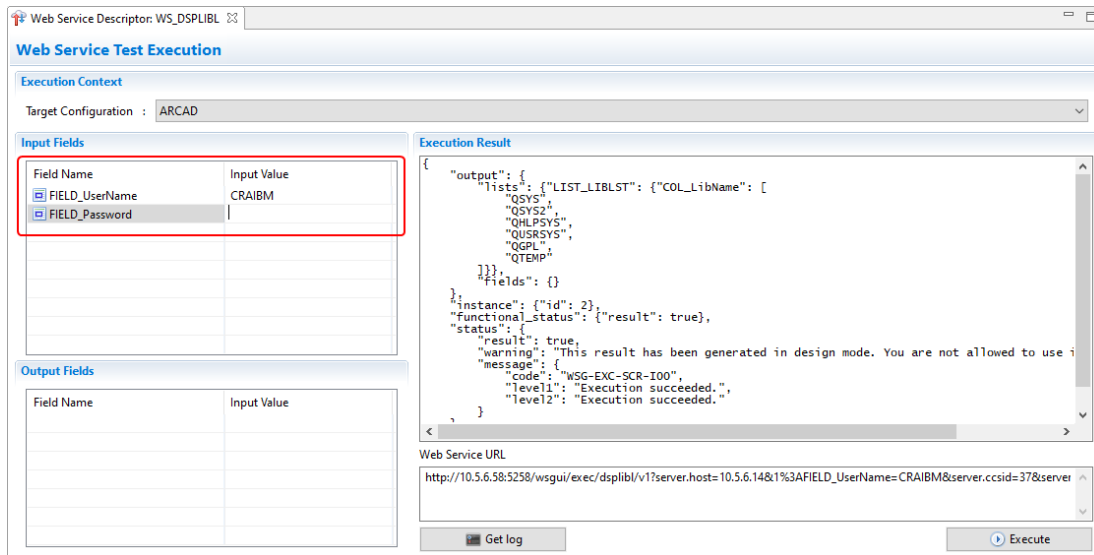 Web Service Descriptor: WS_DSPLIBL
Web Service Test Execution
Execution Context
Target Configuration : ARCAD
Input Fields
Field Name Input Value
FIELD_UserName CRAIBM
FIELD_Password
Output Fields
Field Name Input Value
Execution Result
{
"output": {
"lists": {"LIST_LIBLST": {"COL_LibName": [
"QSYS",
"QSYS2",
"QHLPSYS",
"QUSRSYS",
"QGPL",
"QTEMP"
]}},
"fields": {}
},
"instance": {"id": 2},
"functional_status": {"result": true},
"status": {
"result": true,
"warning": "This result has been generated in design mode. You are not allowed to use i
"message": {
"code": "WSG-EXC-SCR-I00",
"level1": "Execution succeeded.",
"level2": "Execution succeeded."
}
Web Service URL
http://10.5.6.58:5258/wsgui/exec/dsplibl/v1?server.host=10.5.6.14&1%3AFIELD_UserName=CRAIBM&server.ccsid=37&server
Get log
Execute